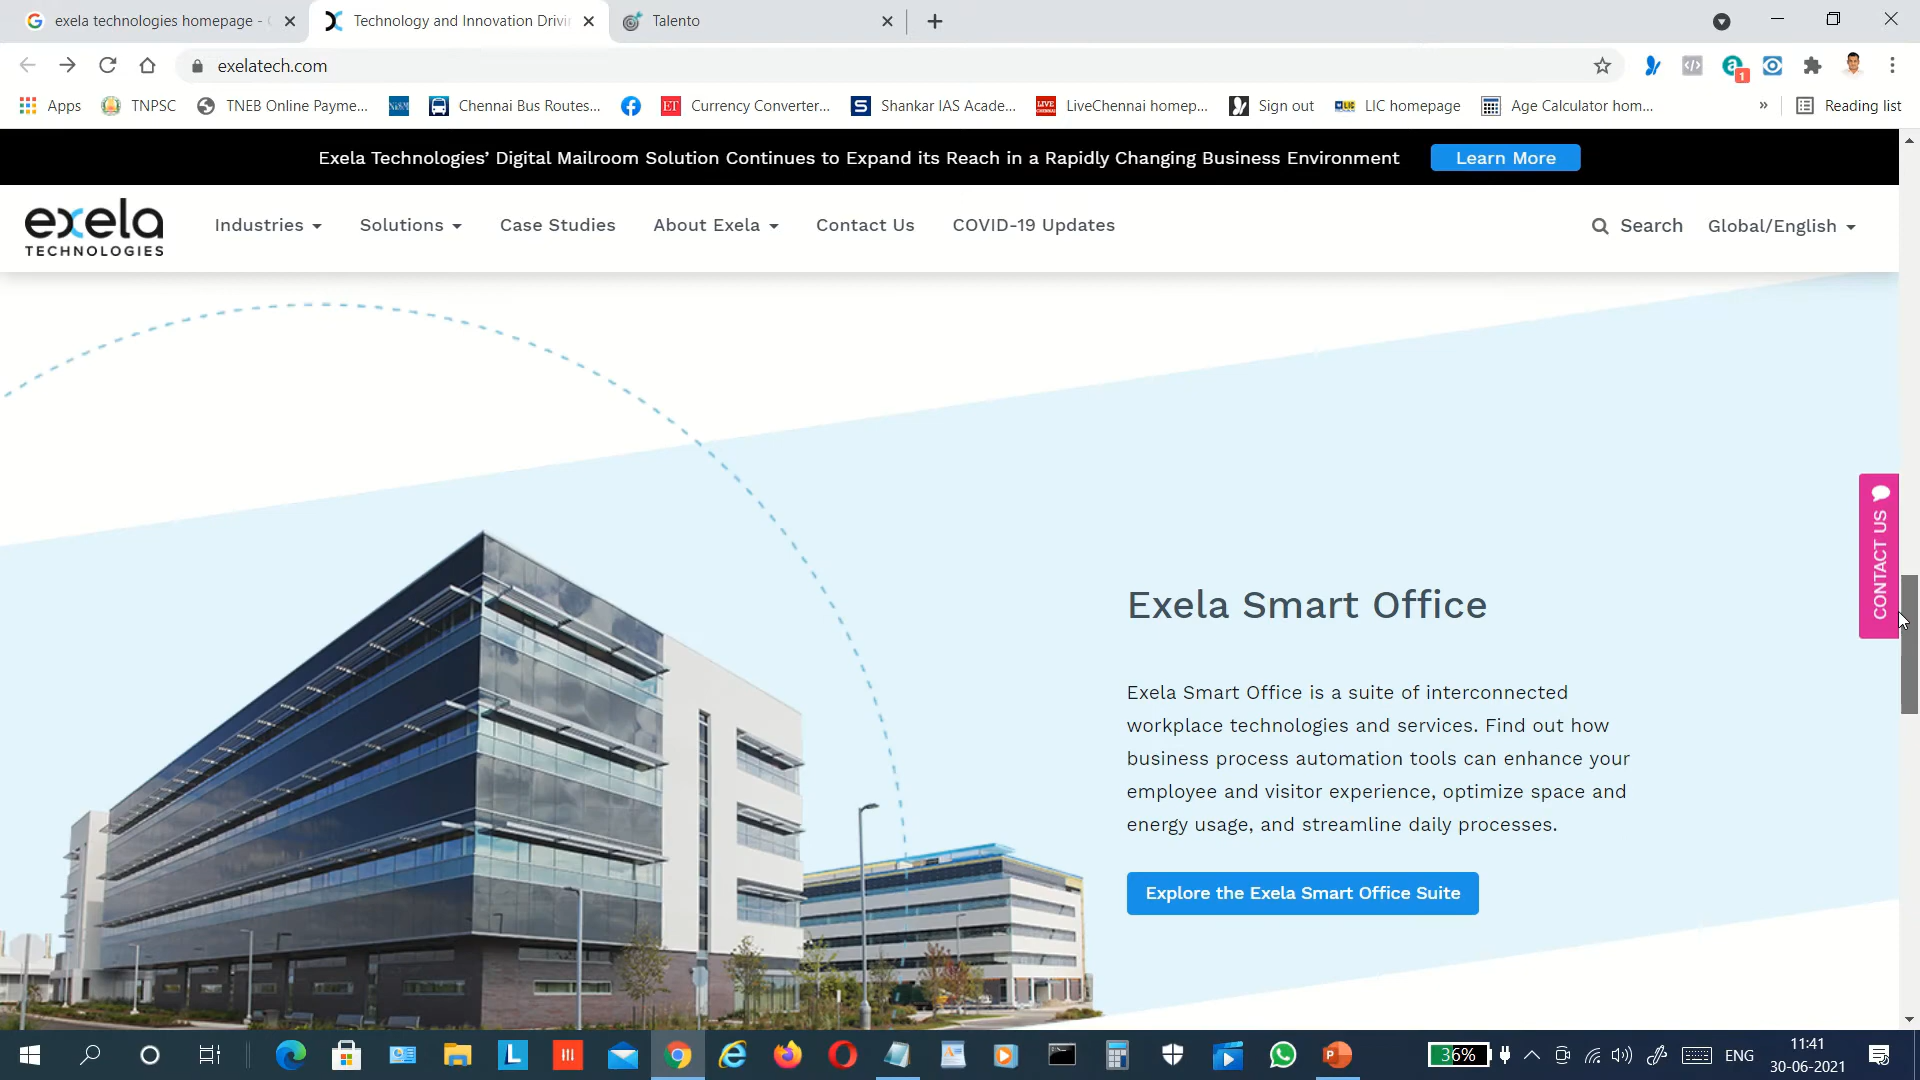 exela technologies homepage -
Technology and Innovation Drivi
Talento
exelatech.com
1
Apps
TNPSC
TNEB Online Payme...
Chennai Bus Routes...
ET
Currency Converter...
S
Shankar IAS Acade...
LIVE
LiveChennai homep...
Sign out
LIC
LIC homepage
Age Calculator hom...
»
Reading list
Exela Technologies’ Digital Mailroom Solution Continues to Expand its Reach in a Rapidly Changing Business Environment
Learn More
exela
TECHNOLOGIES
Industries
Solutions
Case Studies
About Exela
Contact Us
COVID-19 Updates
Search
Global/English
CONTACT US
Exela Smart Office
Exela Smart Office is a suite of interconnected
workplace technologies and services. Find out how
business process automation tools can enhance your
employee and visitor experience, optimize space and
energy usage, and streamline daily processes.
Explore the Exela Smart Office Suite
36%
ENG
11:41
30-06-2021